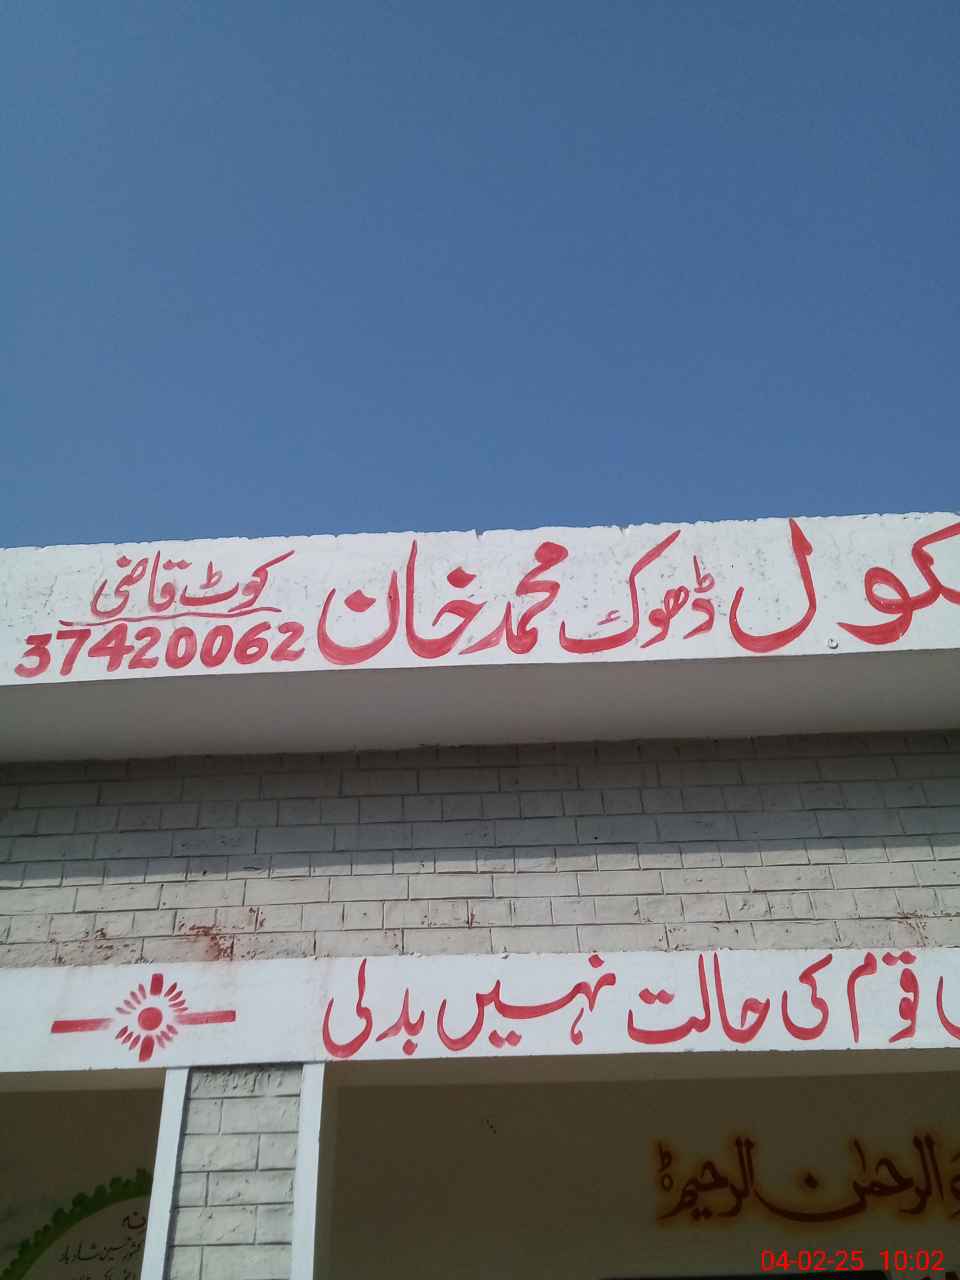 کول ڈھوک محمد خان کوٹ قاضی
37420062
قوم کی حالت نہیں بدلی
الرحمٰن الرحیم
04-02-25 10:02